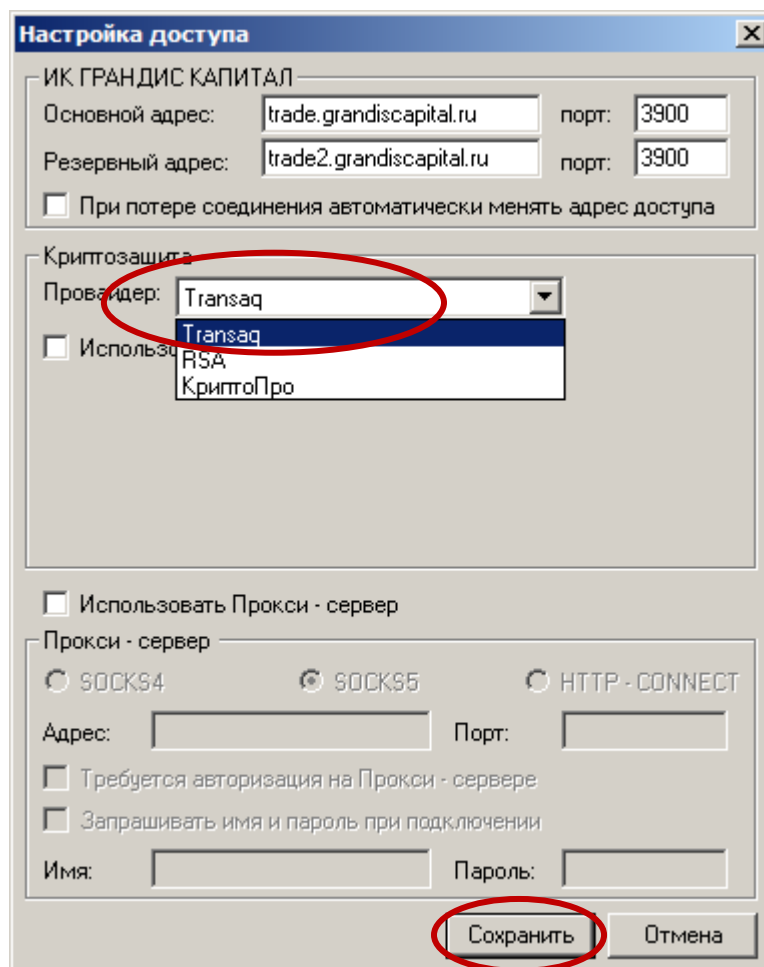 Настройка доступа
ИК ГРАНДИС КАПИТАЛ
Основной адрес: trade.grandiscapital.ru порт: 3900
Резервный адрес: trade2.grandiscapital.ru порт: 3900
При потере соединения автоматически менять адрес доступа
Криптозащита
Провайдер: Transaq
Transaq
RSA
КриптоПро
Использовать Прокси - сервер
Прокси - сервер
SOCKS4 SOCKS5 HTTP - CONNECT
Адрес: Порт:
Требуется авторизация на Прокси - сервере
Запрашивать имя и пароль при подключении
Имя: Пароль:
Сохранить Отмена